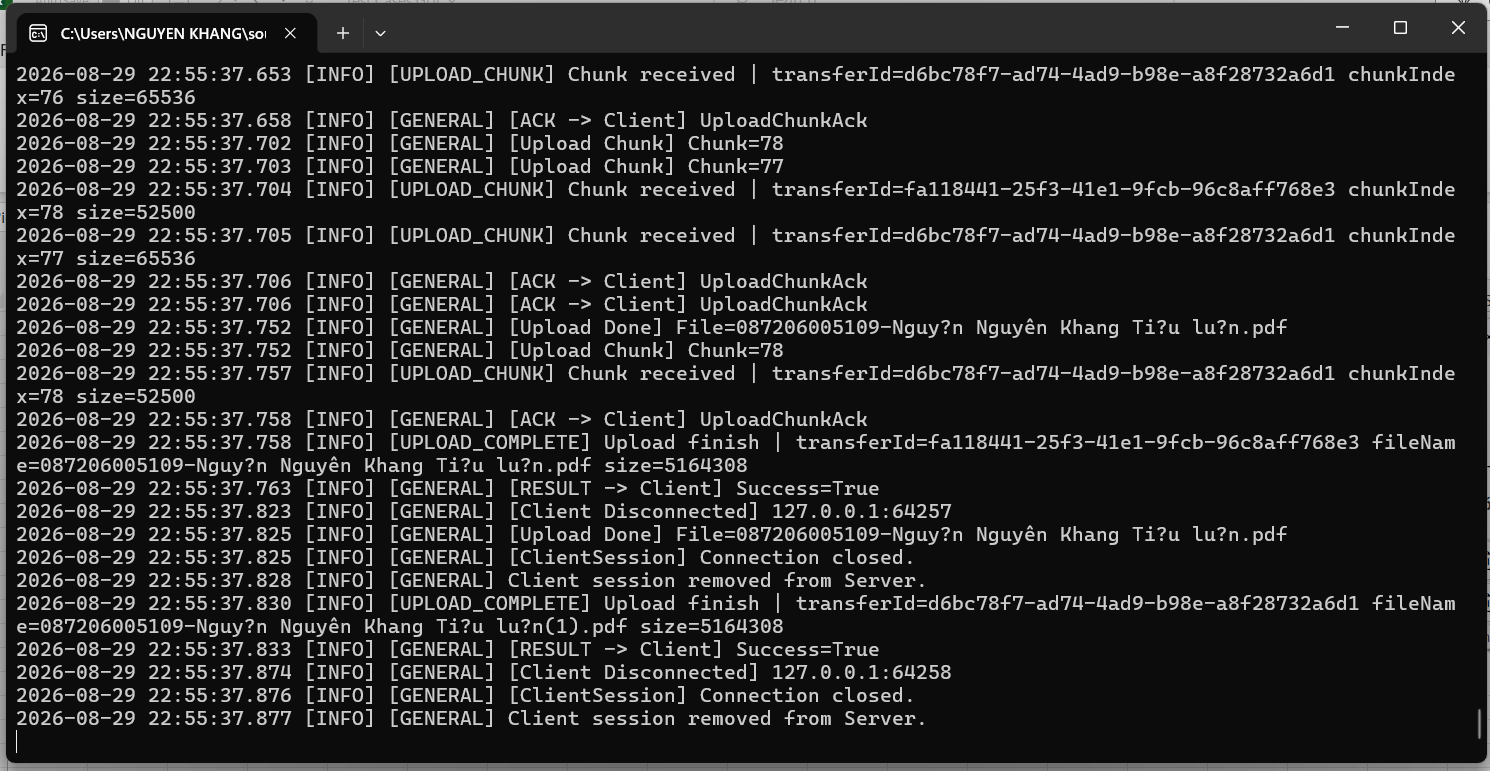 C:\Users\NGUYEN KHANG\sou
2026-08-29 22:55:37.653 [INFO] [UPLOAD_CHUNK] Chunk received | transferId=d6bc78f7-ad74-4ad9-b98e-a8f28732a6d1 chunkInde
x=76 size=65536
2026-08-29 22:55:37.658 [INFO] [GENERAL] [ACK -> Client] UploadChunkAck
2026-08-29 22:55:37.702 [INFO] [GENERAL] [Upload Chunk] Chunk=78
2026-08-29 22:55:37.703 [INFO] [GENERAL] [Upload Chunk] Chunk=77
2026-08-29 22:55:37.704 [INFO] [UPLOAD_CHUNK] Chunk received | transferId=fa118441-25f3-41e1-9fcb-96c8aff768e3 chunkInde
x=78 size=52500
2026-08-29 22:55:37.705 [INFO] [UPLOAD_CHUNK] Chunk received | transferId=d6bc78f7-ad74-4ad9-b98e-a8f28732a6d1 chunkInde
x=77 size=65536
2026-08-29 22:55:37.706 [INFO] [GENERAL] [ACK -> Client] UploadChunkAck
2026-08-29 22:55:37.706 [INFO] [GENERAL] [ACK -> Client] UploadChunkAck
2026-08-29 22:55:37.752 [INFO] [GENERAL] [Upload Done] File=087206005109-Nguy?n Nguyên Khang Ti?u lu?n.pdf
2026-08-29 22:55:37.752 [INFO] [GENERAL] [Upload Chunk] Chunk=78
2026-08-29 22:55:37.757 [INFO] [UPLOAD_CHUNK] Chunk received | transferId=d6bc78f7-ad74-4ad9-b98e-a8f28732a6d1 chunkInde
x=78 size=52500
2026-08-29 22:55:37.758 [INFO] [GENERAL] [ACK -> Client] UploadChunkAck
2026-08-29 22:55:37.758 [INFO] [UPLOAD_COMPLETE] Upload finish | transferId=fa118441-25f3-41e1-9fcb-96c8aff768e3 fileNam
e=087206005109-Nguy?n Nguyên Khang Ti?u lu?n.pdf size=5164308
2026-08-29 22:55:37.763 [INFO] [GENERAL] [RESULT -> Client] Success=True
2026-08-29 22:55:37.823 [INFO] [GENERAL] [Client Disconnected] 127.0.0.1:64257
2026-08-29 22:55:37.825 [INFO] [GENERAL] [Upload Done] File=087206005109-Nguy?n Nguyên Khang Ti?u lu?n.pdf
2026-08-29 22:55:37.825 [INFO] [GENERAL] [ClientSession] Connection closed.
2026-08-29 22:55:37.828 [INFO] [GENERAL] Client session removed from Server.
2026-08-29 22:55:37.830 [INFO] [UPLOAD_COMPLETE] Upload finish | transferId=d6bc78f7-ad74-4ad9-b98e-a8f28732a6d1 fileNam
e=087206005109-Nguy?n Nguyên Khang Ti?u lu?n(1).pdf size=5164308
2026-08-29 22:55:37.833 [INFO] [GENERAL] [RESULT -> Client] Success=True
2026-08-29 22:55:37.874 [INFO] [GENERAL] [Client Disconnected] 127.0.0.1:64258
2026-08-29 22:55:37.876 [INFO] [GENERAL] [ClientSession] Connection closed.
2026-08-29 22:55:37.877 [INFO] [GENERAL] Client session removed from Server.